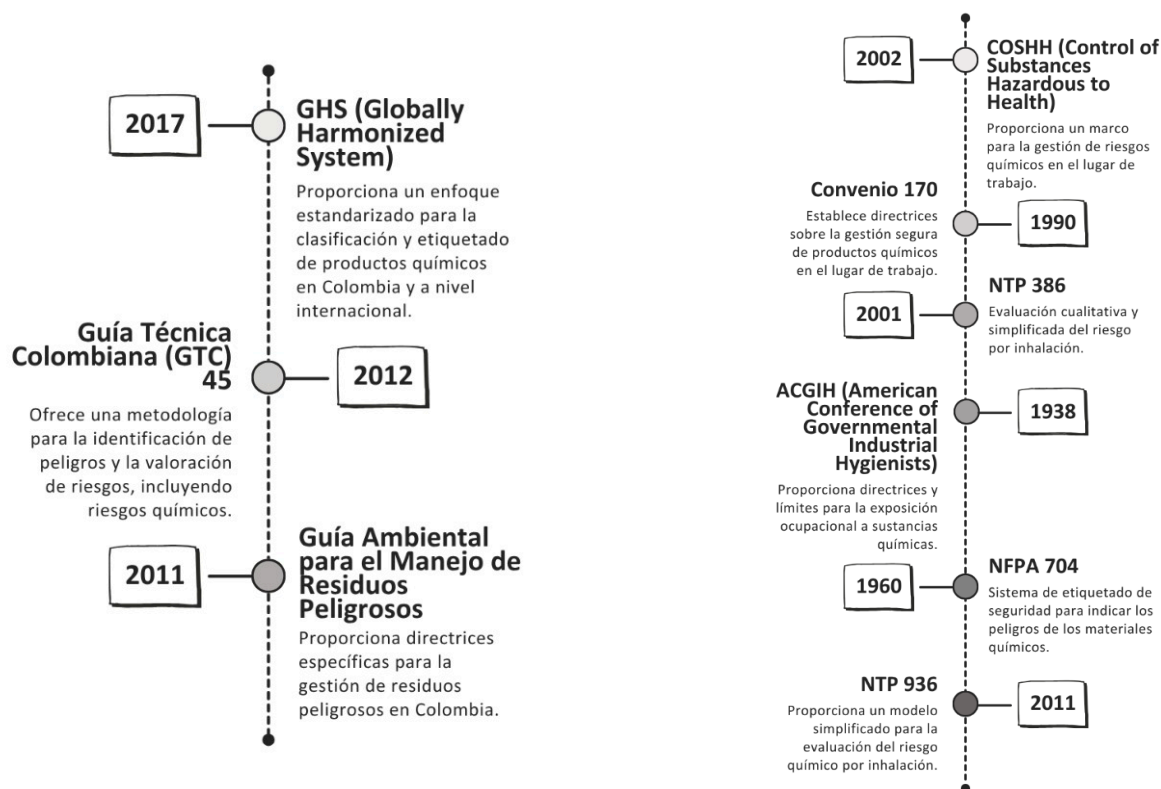 2017
GHS (Globally
Harmonized
System)
Proporciona un enfoque
estandarizado para la
clasificación y etiquetado
de productos químicos
en Colombia y a nivel
internacional.
Guía Técnica
Colombiana (GTC)
45
2012
Ofrece una metodología
para la identificación de
peligros y la valoración
de riesgos, incluyendo
riesgos químicos.
2011
Guía Ambiental
para el Manejo de
Residuos
Peligrosos
Proporciona directrices
específicas para la
gestión de residuos
peligrosos en Colombia.
2002
COSHH (Control of
Substances
Hazardous to
Health)
Proporciona un marco
para la gestión de riesgos
químicos en el lugar de
trabajo.
Convenio 170
1990
Establece directrices
sobre la gestión segura
de productos químicos
en el lugar de trabajo.
2001
NTP 386
Evaluación cualitativa y
simplificada del riesgo
por inhalación.
ACGIH (American
Conference of
Governmental
Industrial
Hygienists)
1938
Proporciona directrices y
límites para la exposición
ocupacional a sustancias
químicas.
1960
NFPA 704
Sistema de etiquetado de
seguridad para indicar los
peligros de los materiales
químicos.
NTP 936
2011
Proporciona un modelo
simplificado para la
evaluación del riesgo
químico por inhalación.